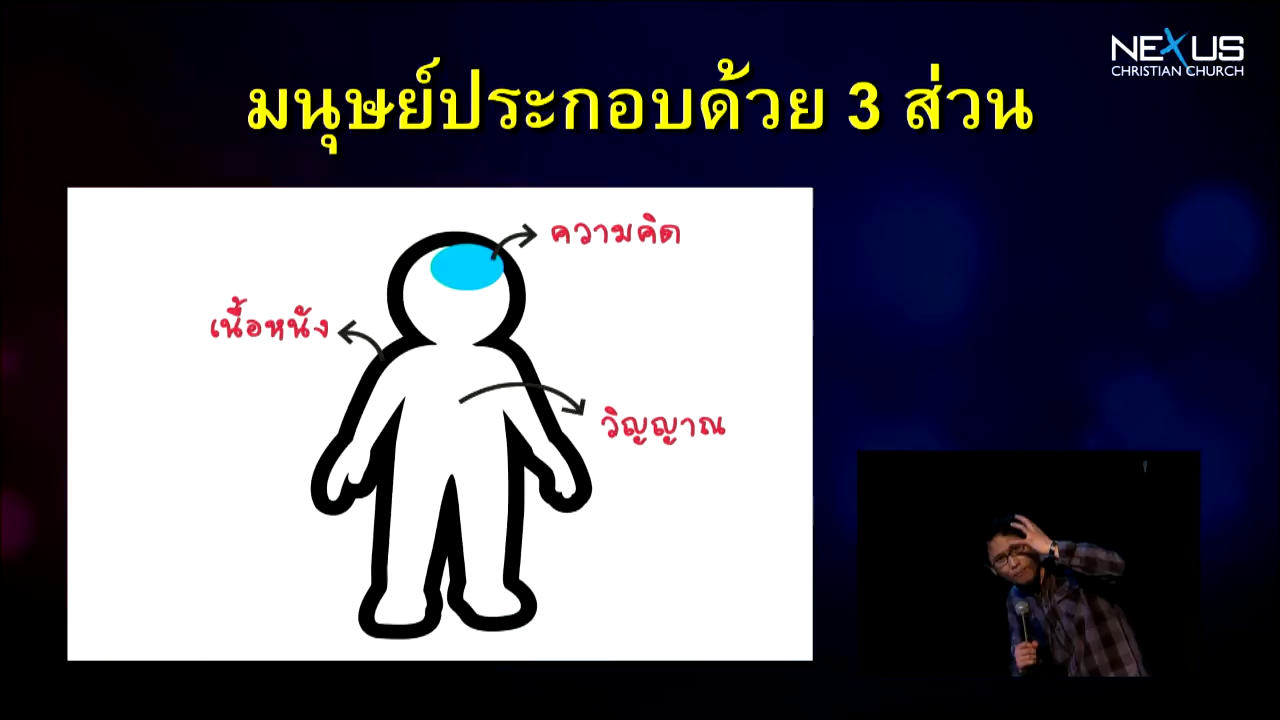 NEXUS
CHRISTIAN CHURCH
มนุษย์ประกอบด้วย 3 ส่วน
ความคิด
เนื้อหนัง
วิญญาณ